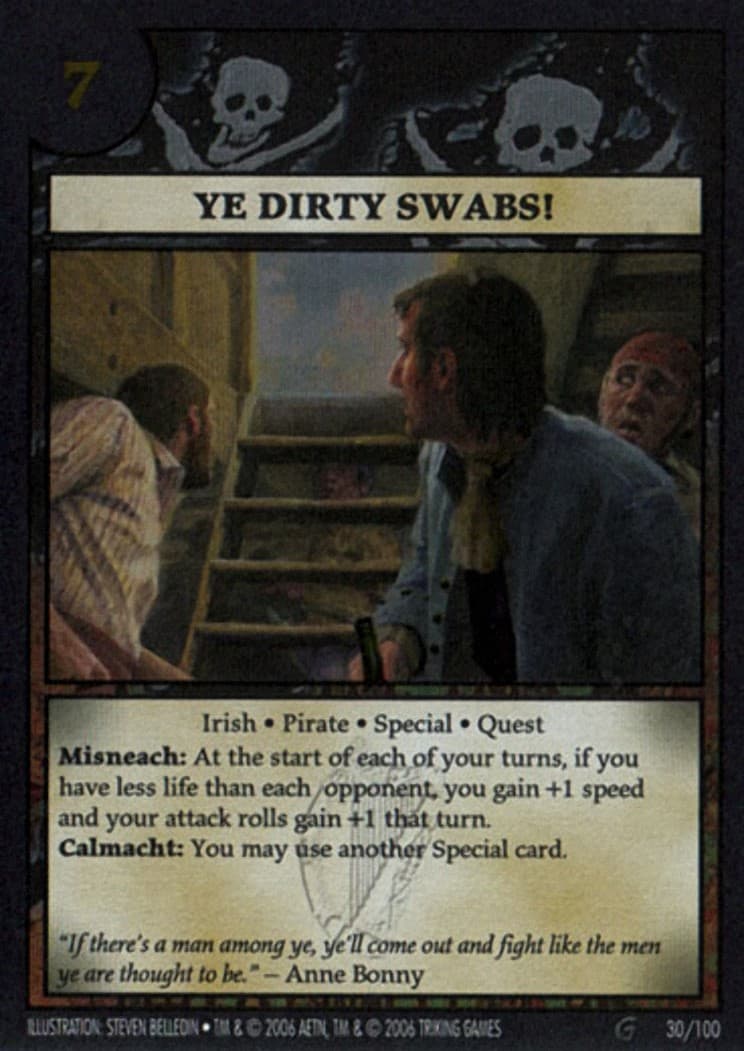 7
YE DIRTY SWABS!
Irish • Pirate • Special • Quest
Misneach: At the start of each of your turns, if you
have less life than each opponent, you gain +1 speed
and your attack rolls gain +1 that turn.
Calmacht: You may use another Special card.
"If there's a man among ye, ye'll come out and fight like the men
ye are thought to be." – Anne Bonny
ILLUSTRATION: STEVEN BELLEDIN • TM & © 2006 AETN, TM & © 2006 TRIKING GAMES G 30/100